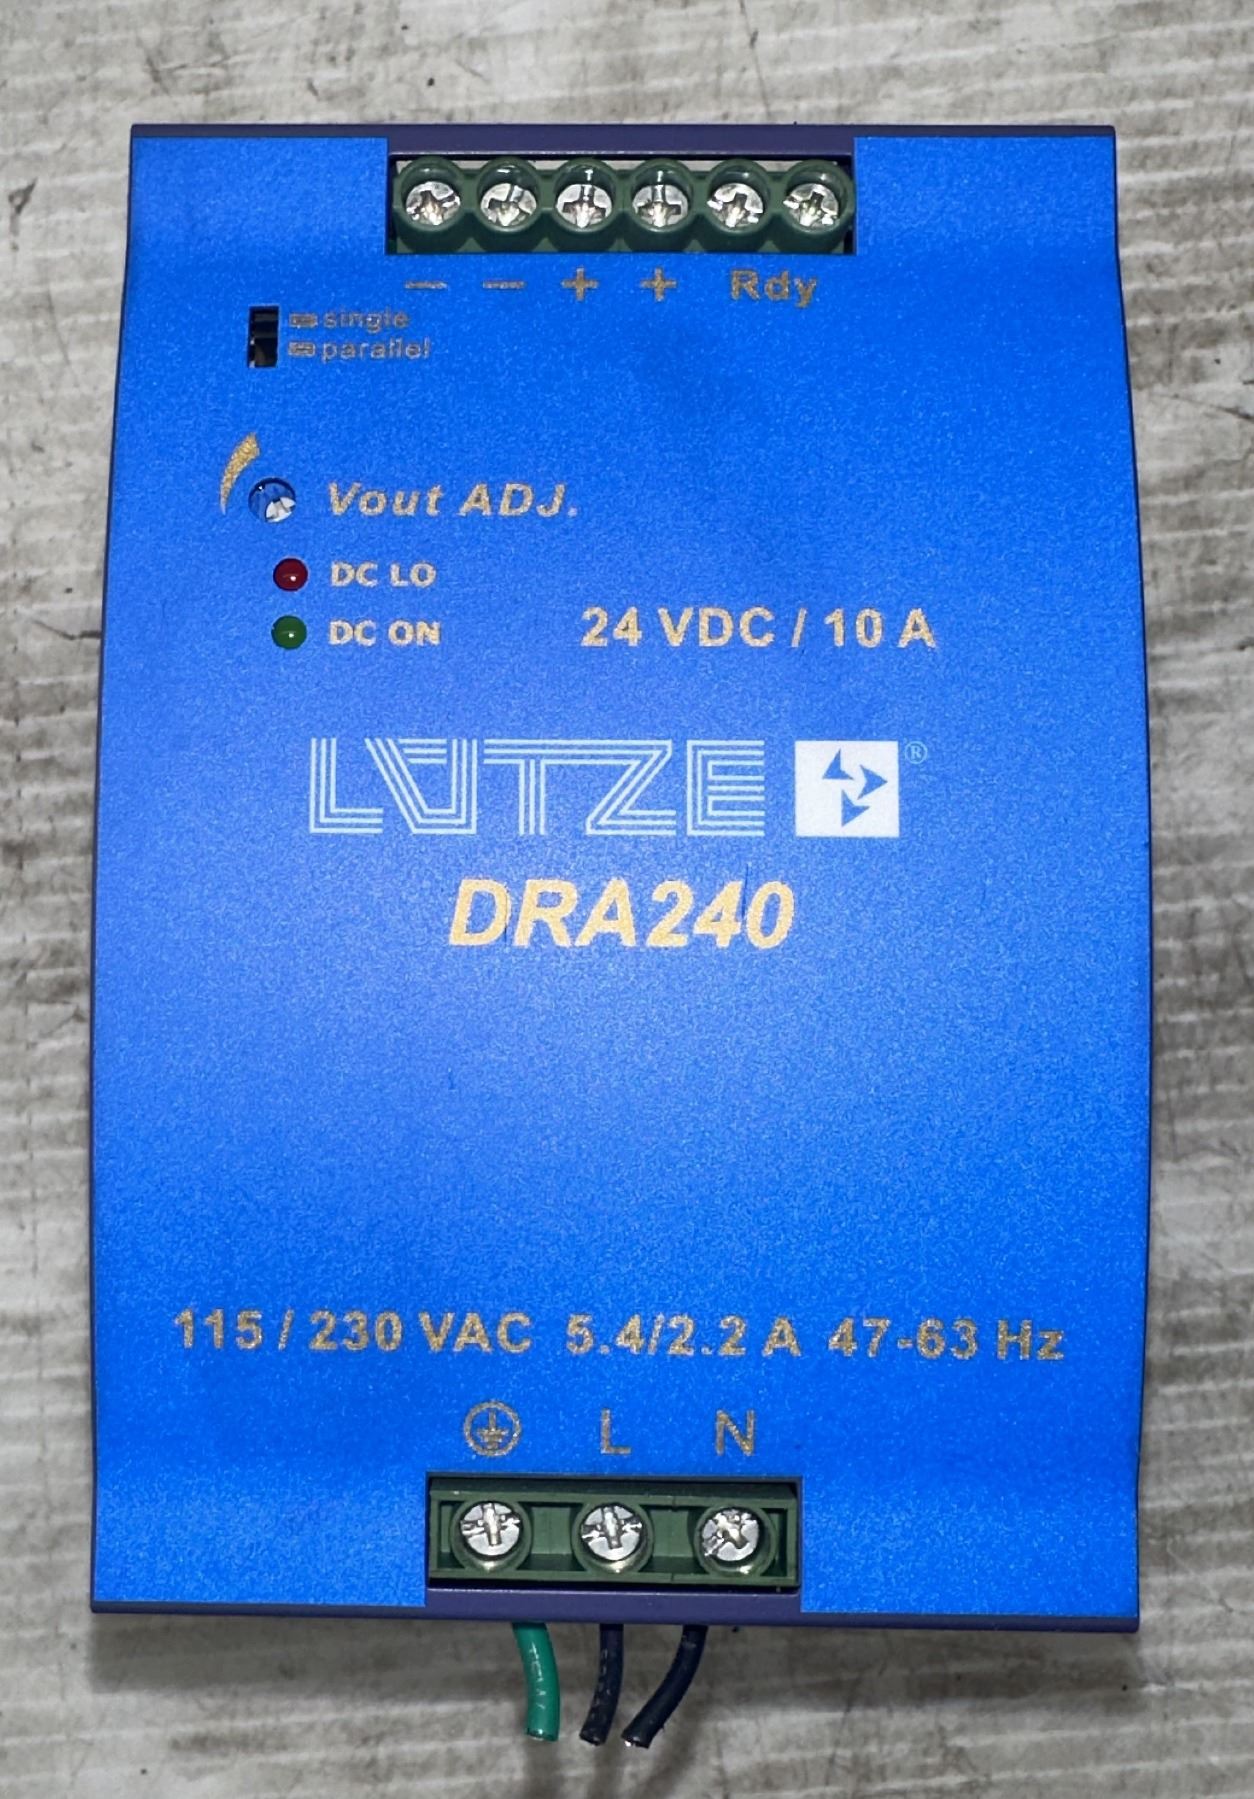 — — + + Rdy
single
parallel
Vout ADJ.
DC LO
DC ON
24 VDC / 10 A
LÜTZE ®
DRA240
115 / 230 VAC 5.4/2.2 A 47-63 Hz
L N